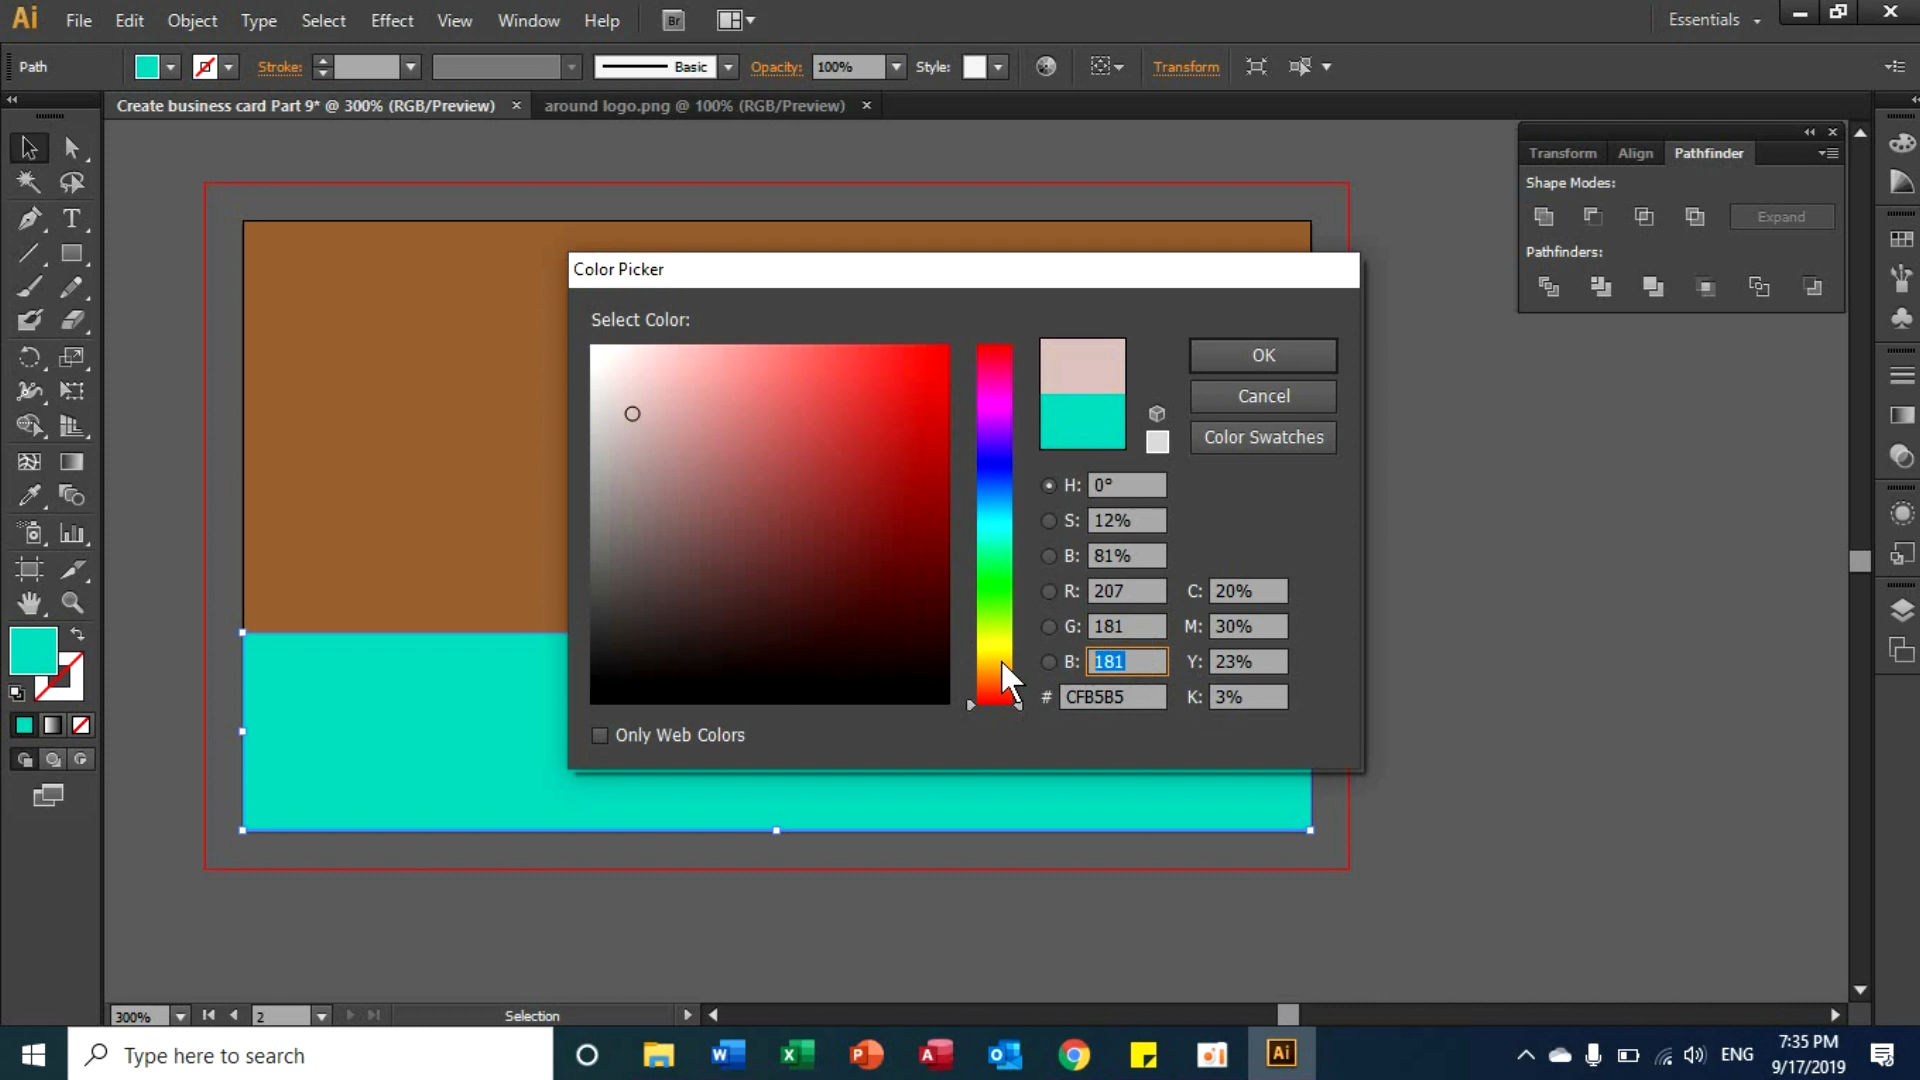 Ai File Edit Object Type Select Effect View Window Help Br Essentials
Path Stroke: Basic Opacity: 100% Style: Transform
Create business card Part 9* @ 300% (RGB/Preview) × around logo.png @ 100% (RGB/Preview) ×
Transform Align Pathfinder
Shape Modes:
Expand
Pathfinders:
Color Picker
Select Color:
OK
Cancel
Color Swatches
H: 0°
S: 12%
B: 81%
R: 207 C: 20%
G: 181 M: 30%
B: 181 Y: 23%
# CFB5B5 K: 3%
Only Web Colors
T
300% 2 Selection
Type here to search
ENG
7:35 PM
9/17/2019